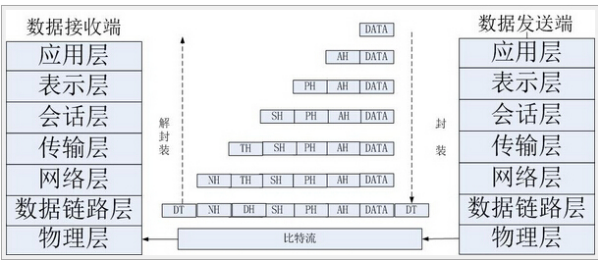 数据接收端 DATA 数据发送端
应用层 AH DATA 应用层
表示层 PH AH DATA 表示层
会话层 SH PH AH DATA 会话层
传输层 TH SH PH AH DATA 传输层
网络层 NH TH SH PH AH DATA 网络层
数据链路层 DT NH DH SH PH AH DATA DT 数据链路层
物理层 比特流 物理层
解封装
封装